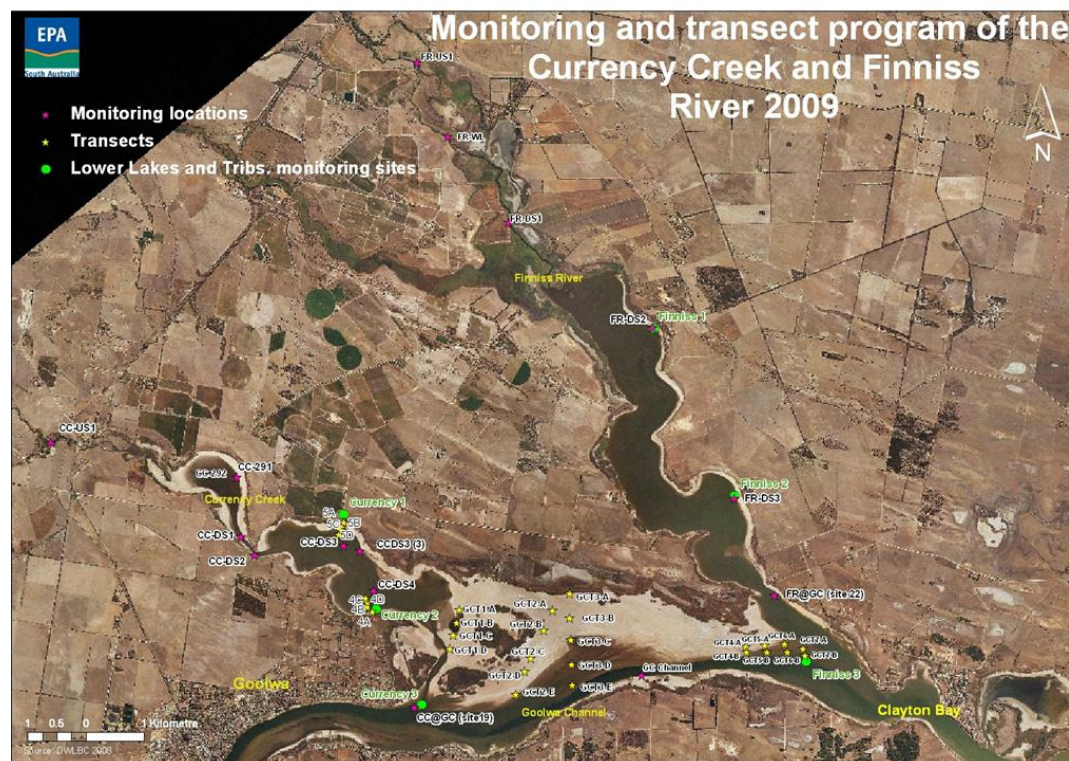 EPA
South Australia
Monitoring and transect program of the
Currency Creek and Finniss
River 2009
Monitoring locations
Transects
Lower Lakes and Tribs. monitoring sites
N
FR-US1
FR-WL
FR-DS1
Finniss River
FR-DS2
Finniss 1
CC-US1
CC-292
CC-291
Currency Creek
Finniss 2
FR-DS3
Currency 1
5A
5C
5B
5D
CC-DS1
CC-DS2
CC-DS3
CCDS3 (3)
CC-DS4
4C
4D
4B
4A
Currency 2
FR@GC (site 22)
GCT1-A
GCT1-B
GCT1-C
GCT1-D
GCT2-A
GCT2-B
GCT2-C
GCT2-D
GCT2-E
GCT3-A
GCT3-B
GCT3-C
GCT3-D
GCT3-E
GCT4-A
GCT5-A
GCT6-A
GCT7-A
GCT4-B
GCT5-B
GCT6-B
GCT7-B
GC Channel
Finniss 3
Goolwa
Currency 3
CC@GC (site19)
Goolwa Channel
Clayton Bay
1 0.5 0 1 Kilometre
Source: DWLBC 2008